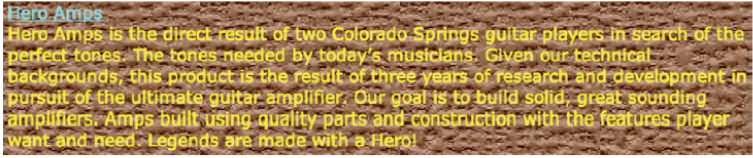 Hero Amps
Hero Amps is the direct result of two Colorado Springs guitar players in search of the
perfect tones. The tones needed by today's musicians. Given our technical
backgrounds, this product is the result of three years of research and development in
pursuit of the ultimate guitar amplifier. Our goal is to build solid, great sounding
amplifiers. Amps built using quality parts and construction with the features player
want and need. Legends are made with a Hero!